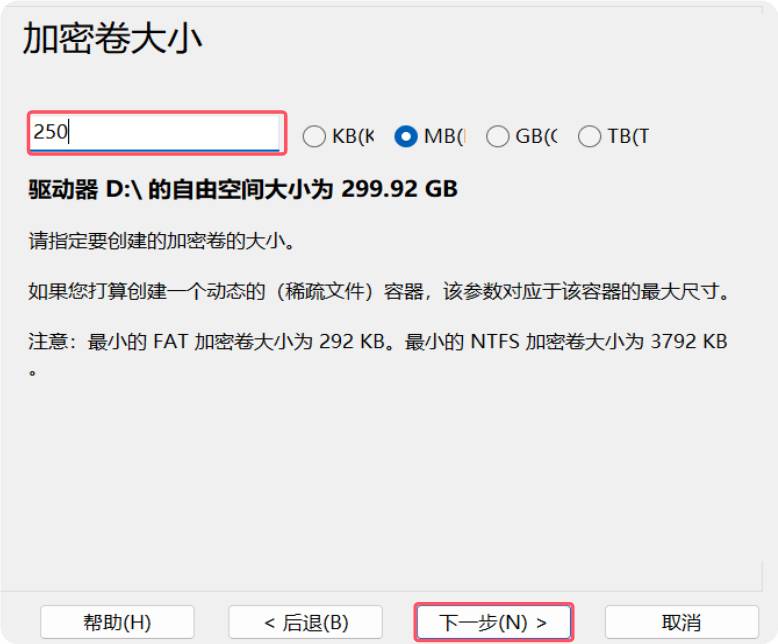 加密卷大小
250 KB(K MB( GB( TB(T
驱动器 D:\ 的自由空间大小为 299.92 GB
请指定要创建的加密卷的大小。
如果您打算创建一个动态的（稀疏文件）容器，该参数对应于该容器的最大尺寸。
注意：最小的 FAT 加密卷大小为 292 KB。最小的 NTFS 加密卷大小为 3792 KB
。
帮助(H) < 后退(B) 下一步(N) > 取消